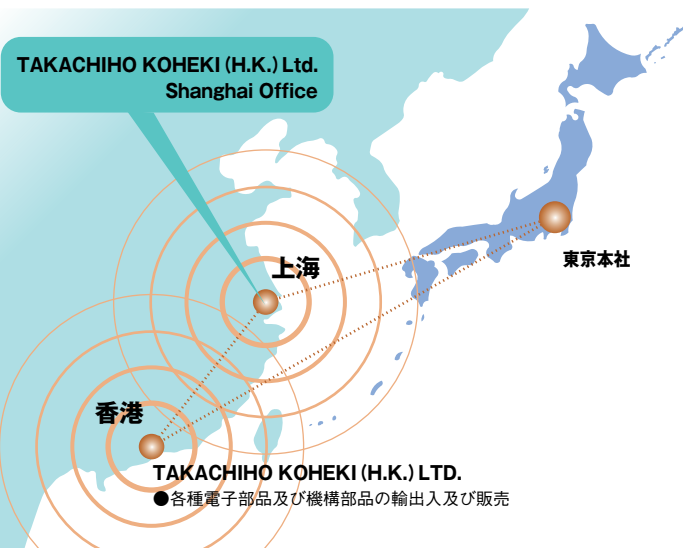 TAKACHIHO KOHEKI (H.K.) Ltd.
Shanghai Office
上海
東京本社
香港
TAKACHIHO KOHEKI (H.K.) LTD.
●各種電子部品及び機構部品の輸出入及び販売